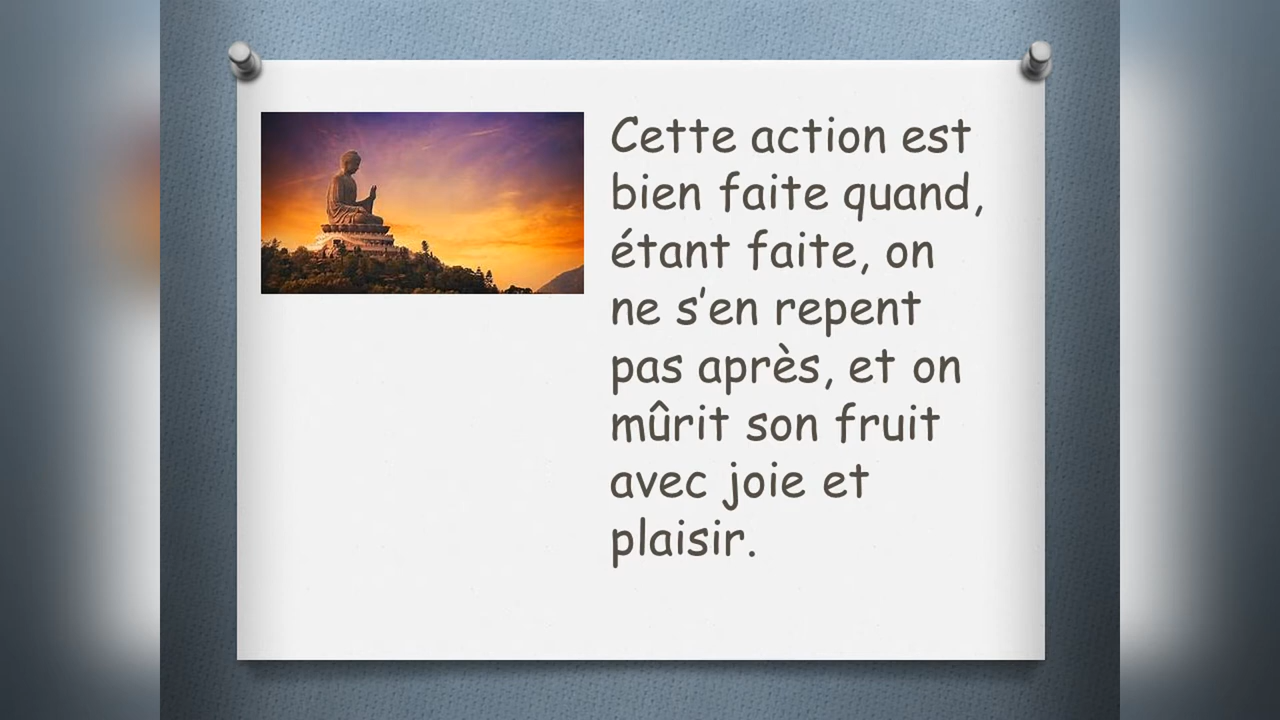 Cette action est
bien faite quand,
étant faite, on
ne s’en repent
pas après, et on
mûrit son fruit
avec joie et
plaisir.